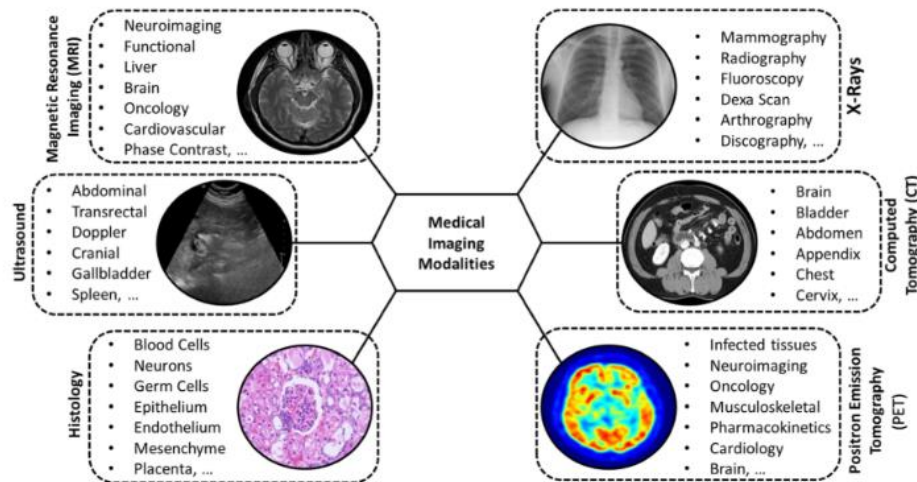 Magnetic Resonance
Imaging (MRI)
• Neuroimaging
• Functional
• Liver
• Brain
• Oncology
• Cardiovascular
• Phase Contrast, ...
X-Rays
• Mammography
• Radiography
• Fluoroscopy
• Dexa Scan
• Arthrography
• Discography, ...
Ultrasound
• Abdominal
• Transrectal
• Doppler
• Cranial
• Gallbladder
• Spleen, ...
Medical
Imaging
Modalities
Computed
Tomography (CT)
• Brain
• Bladder
• Abdomen
• Appendix
• Chest
• Cervix, ...
Histology
• Blood Cells
• Neurons
• Germ Cells
• Epithelium
• Endothelium
• Mesenchyme
• Placenta, ...
Positron Emission
Tomography
(PET)
• Infected tissues
• Neuroimaging
• Oncology
• Musculoskeletal
• Pharmacokinetics
• Cardiology
• Brain, ...